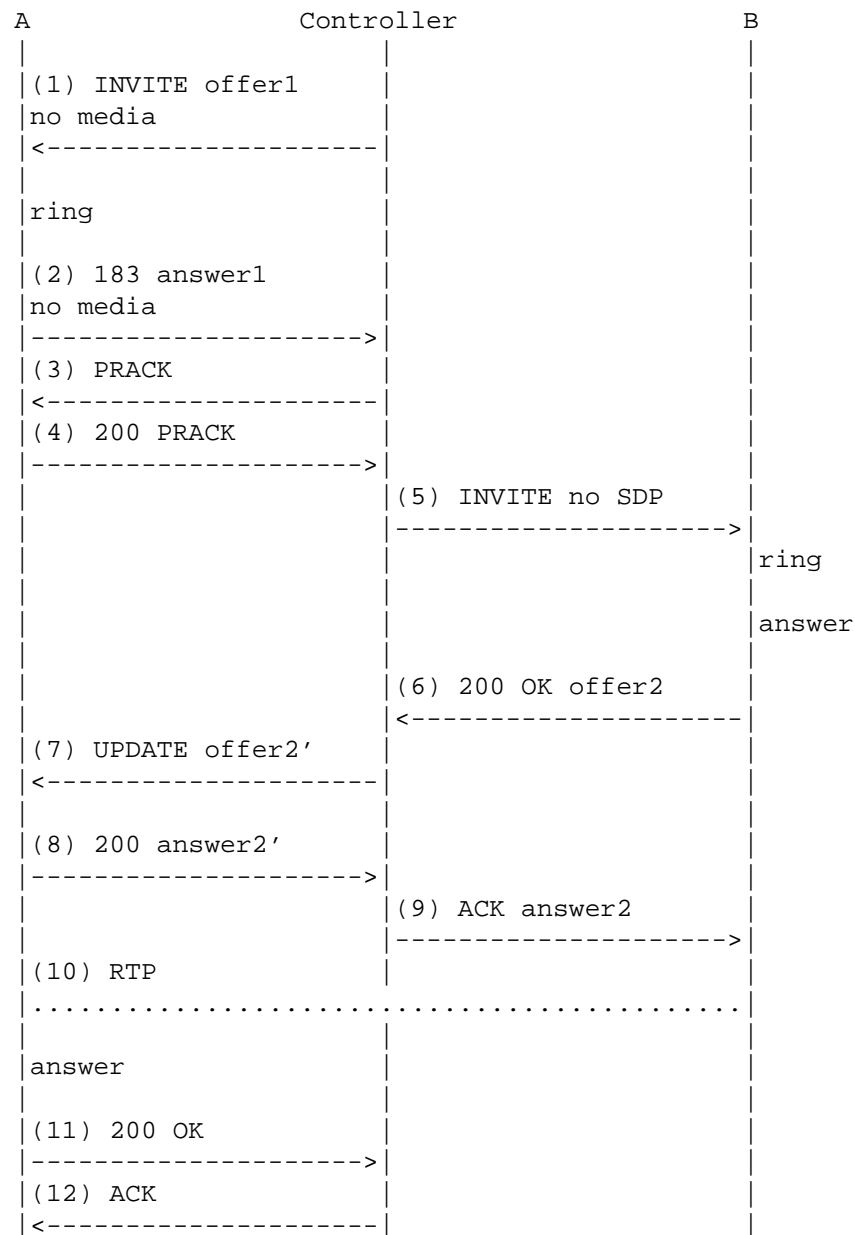 A Controller B
(1) INVITE offer1
no media
ring
(2) 183 answer1
no media
(3) PRACK
(4) 200 PRACK
(5) INVITE no SDP
ring
answer
(6) 200 OK offer2
(7) UPDATE offer2’
(8) 200 answer2’
(9) ACK answer2
(10) RTP
answer
(11) 200 OK
(12) ACK